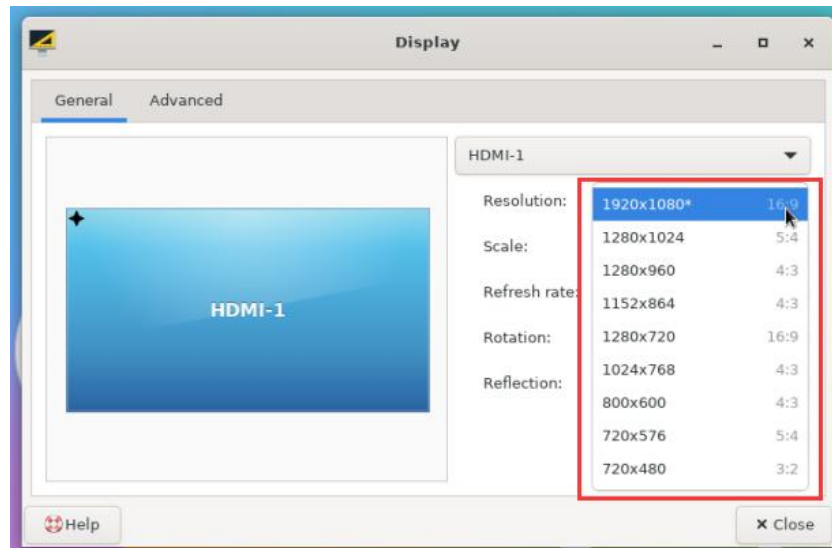 Display
General Advanced
HDMI-1
HDMI-1
Resolution:
Scale:
Refresh rate:
Rotation:
Reflection:
1920x1080* 16:9
1280x1024 5:4
1280x960 4:3
1152x864 4:3
1280x720 16:9
1024x768 4:3
800x600 4:3
720x576 5:4
720x480 3:2
Help
Close